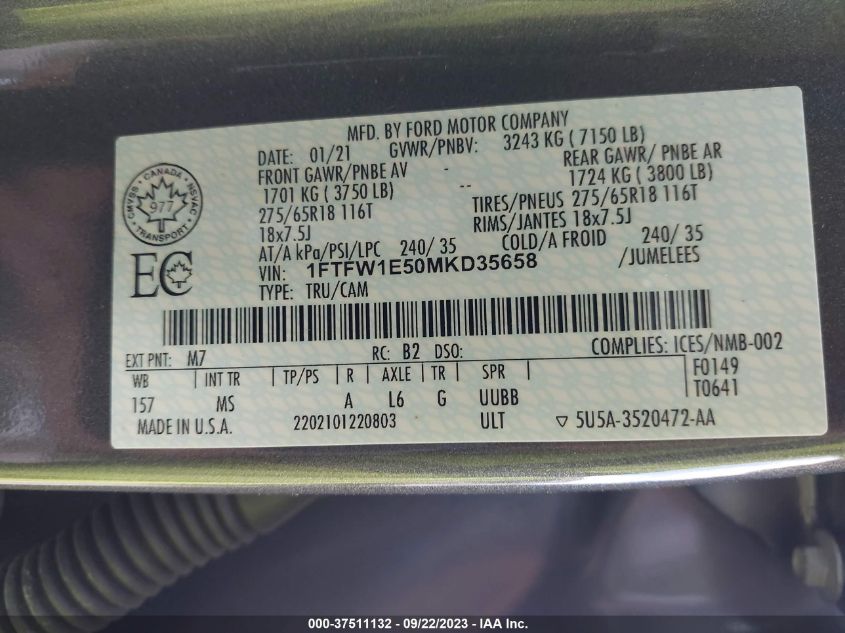 MFD. BY FORD MOTOR COMPANY
DATE: 01/21 GVWR/PNBV: 3243 KG ( 7150 LB)
FRONT GAWR/PNBE AV - REAR GAWR/ PNBE AR
1701 KG ( 3750 LB) -- 1724 KG ( 3800 LB)
275/65R18 116T TIRES/PNEUS 275/65R18 116T
18x7.5J RIMS/JANTES 18x7.5J
AT/A kPa/PSI/LPC 240/ 35 COLD/A FROID 240/ 35
VIN: 1FTFW1E50MKD35658 /JUMELEES
TYPE: TRU/CAM
CANADA
CMVSS NSVAC
977
TRANSPORT
EC
EXT PNT: M7 RC: B2 DSO: COMPLIES: ICES/NMB-002
WB | INT TR | TP/PS | R | AXLE | TR | SPR F0149
157 MS A L6 G UUBB T0641
MADE IN U.S.A. 2202101220803 ULT ▽ 5U5A-3520472-AA
000-37511132 - 09/22/2023 - IAA Inc.